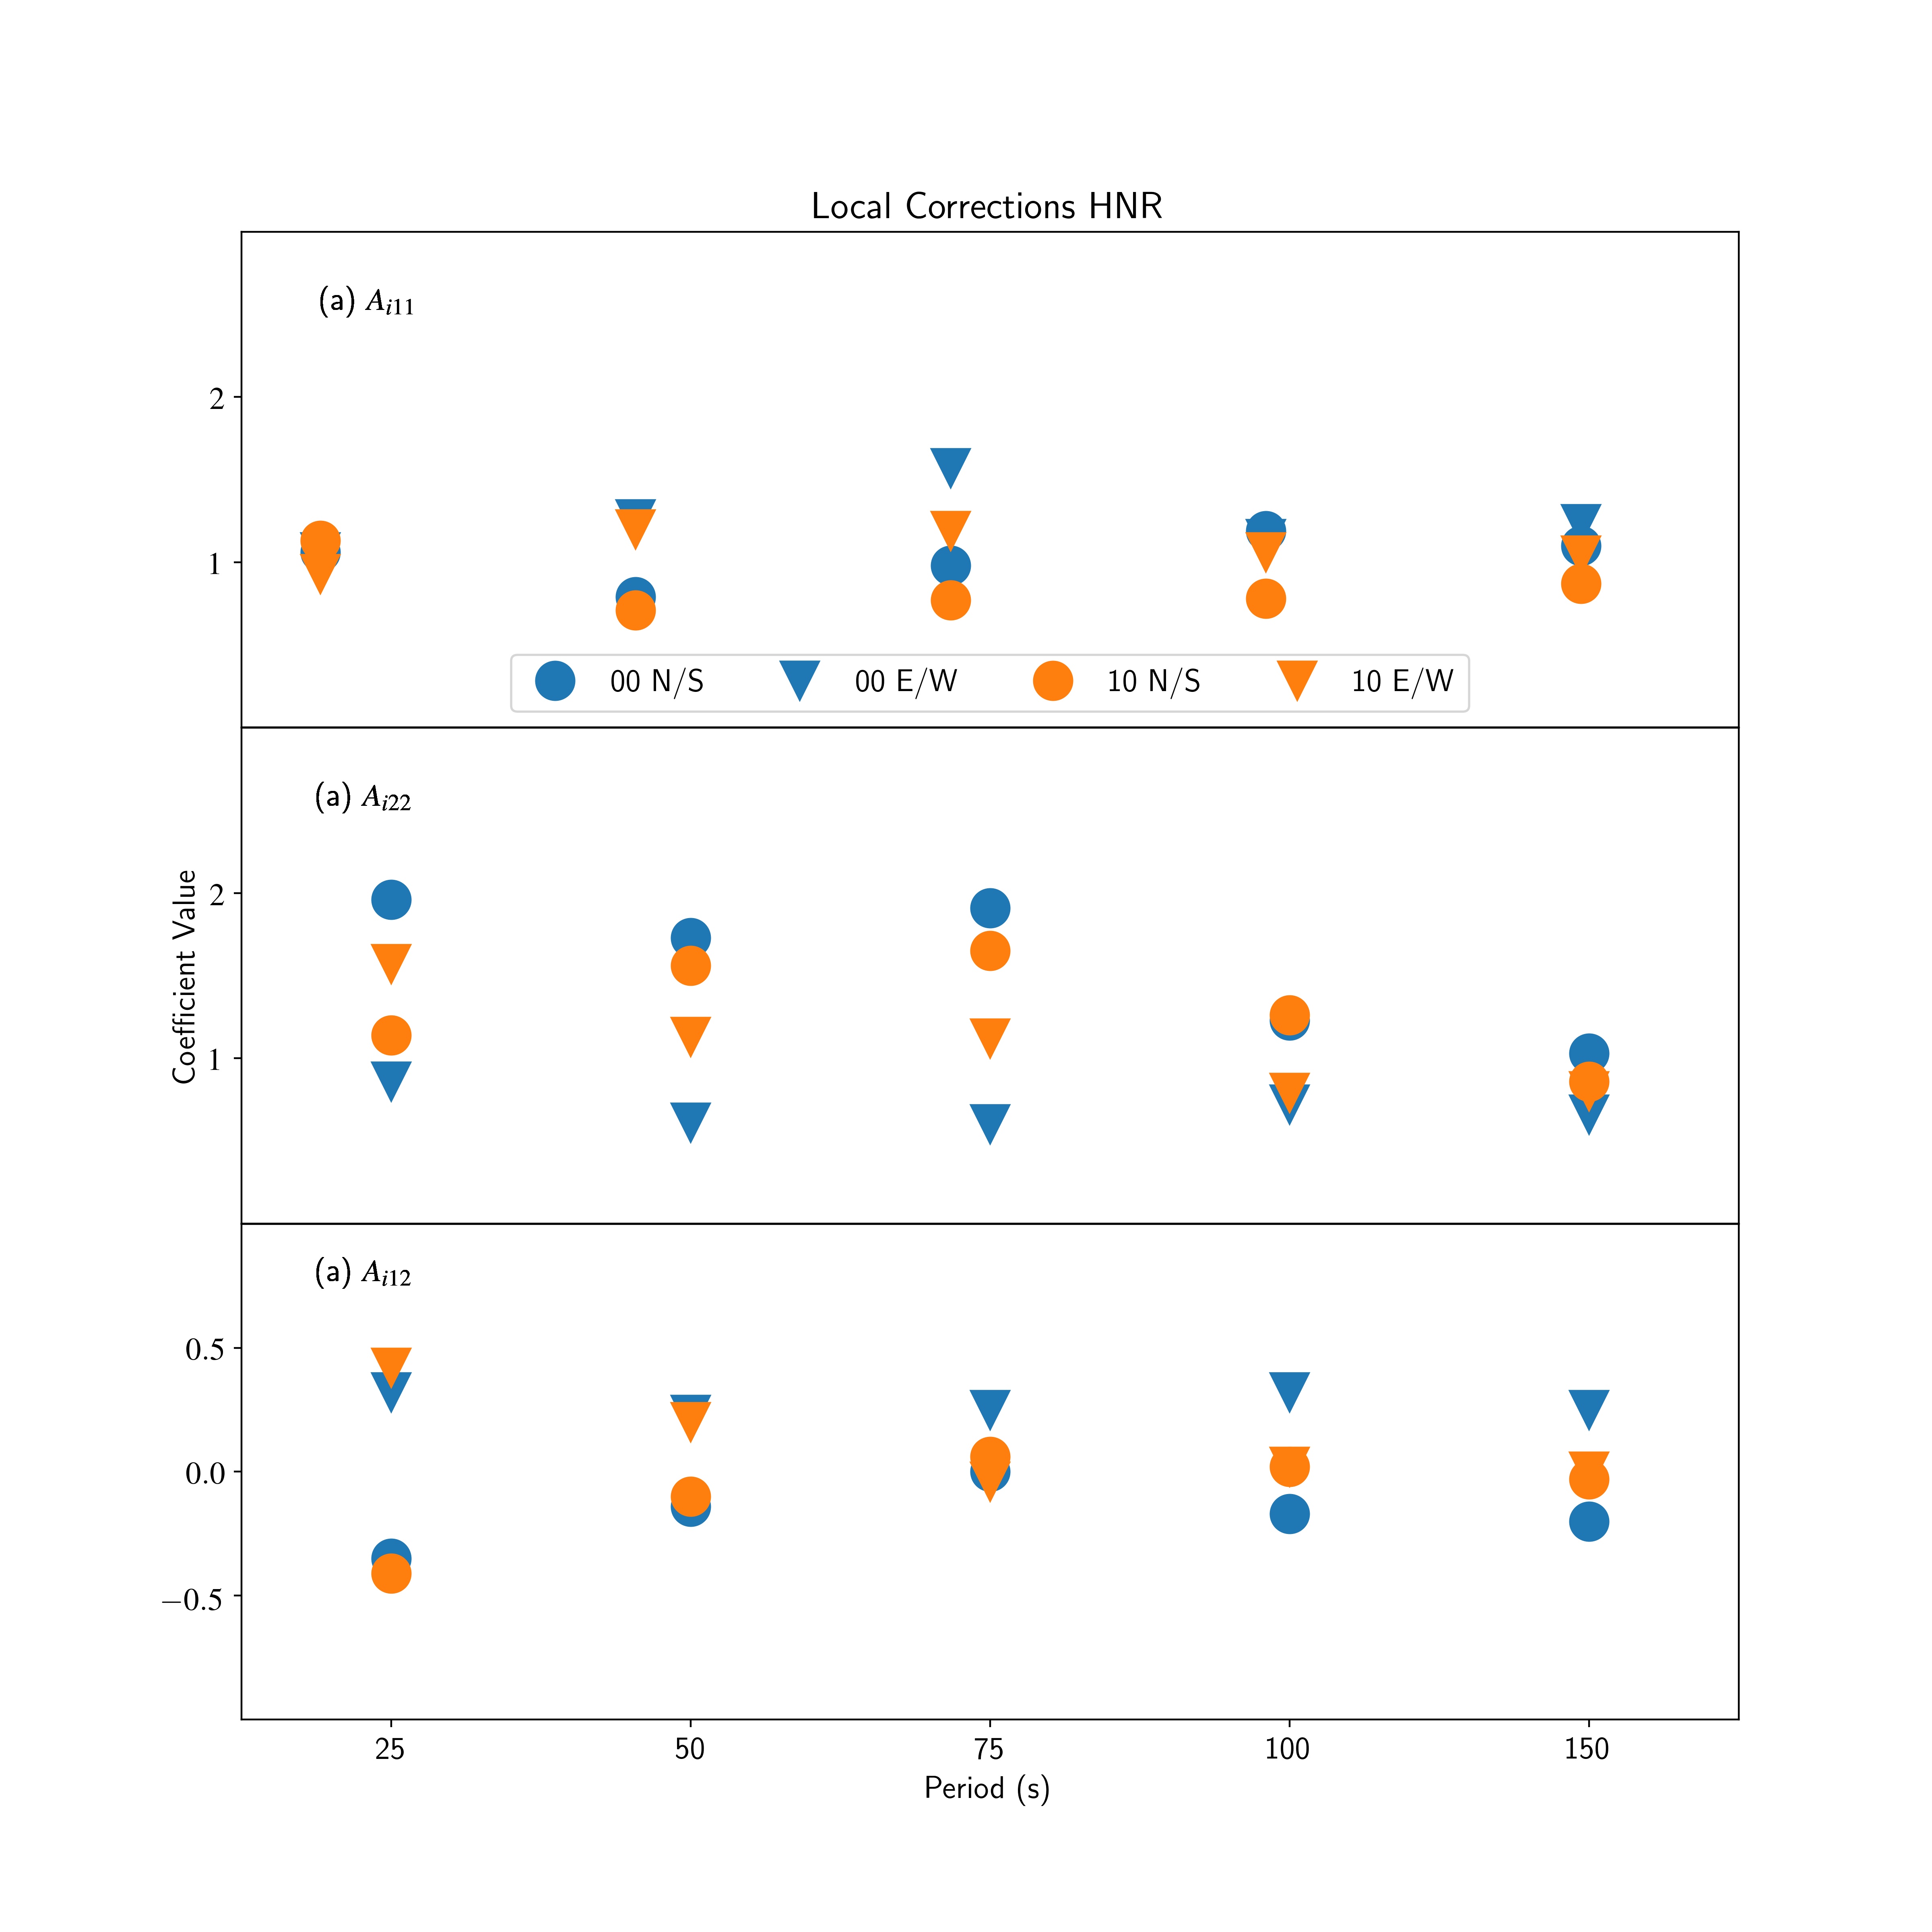 Local Corrections HNR
(a) A_{i11}
2
1
00 N/S 00 E/W 10 N/S 10 E/W
(a) A_{i22}
2
1
Coefficient Value
(a) A_{i12}
0.5
0.0
−0.5
25 50 75 100 150
Period (s)